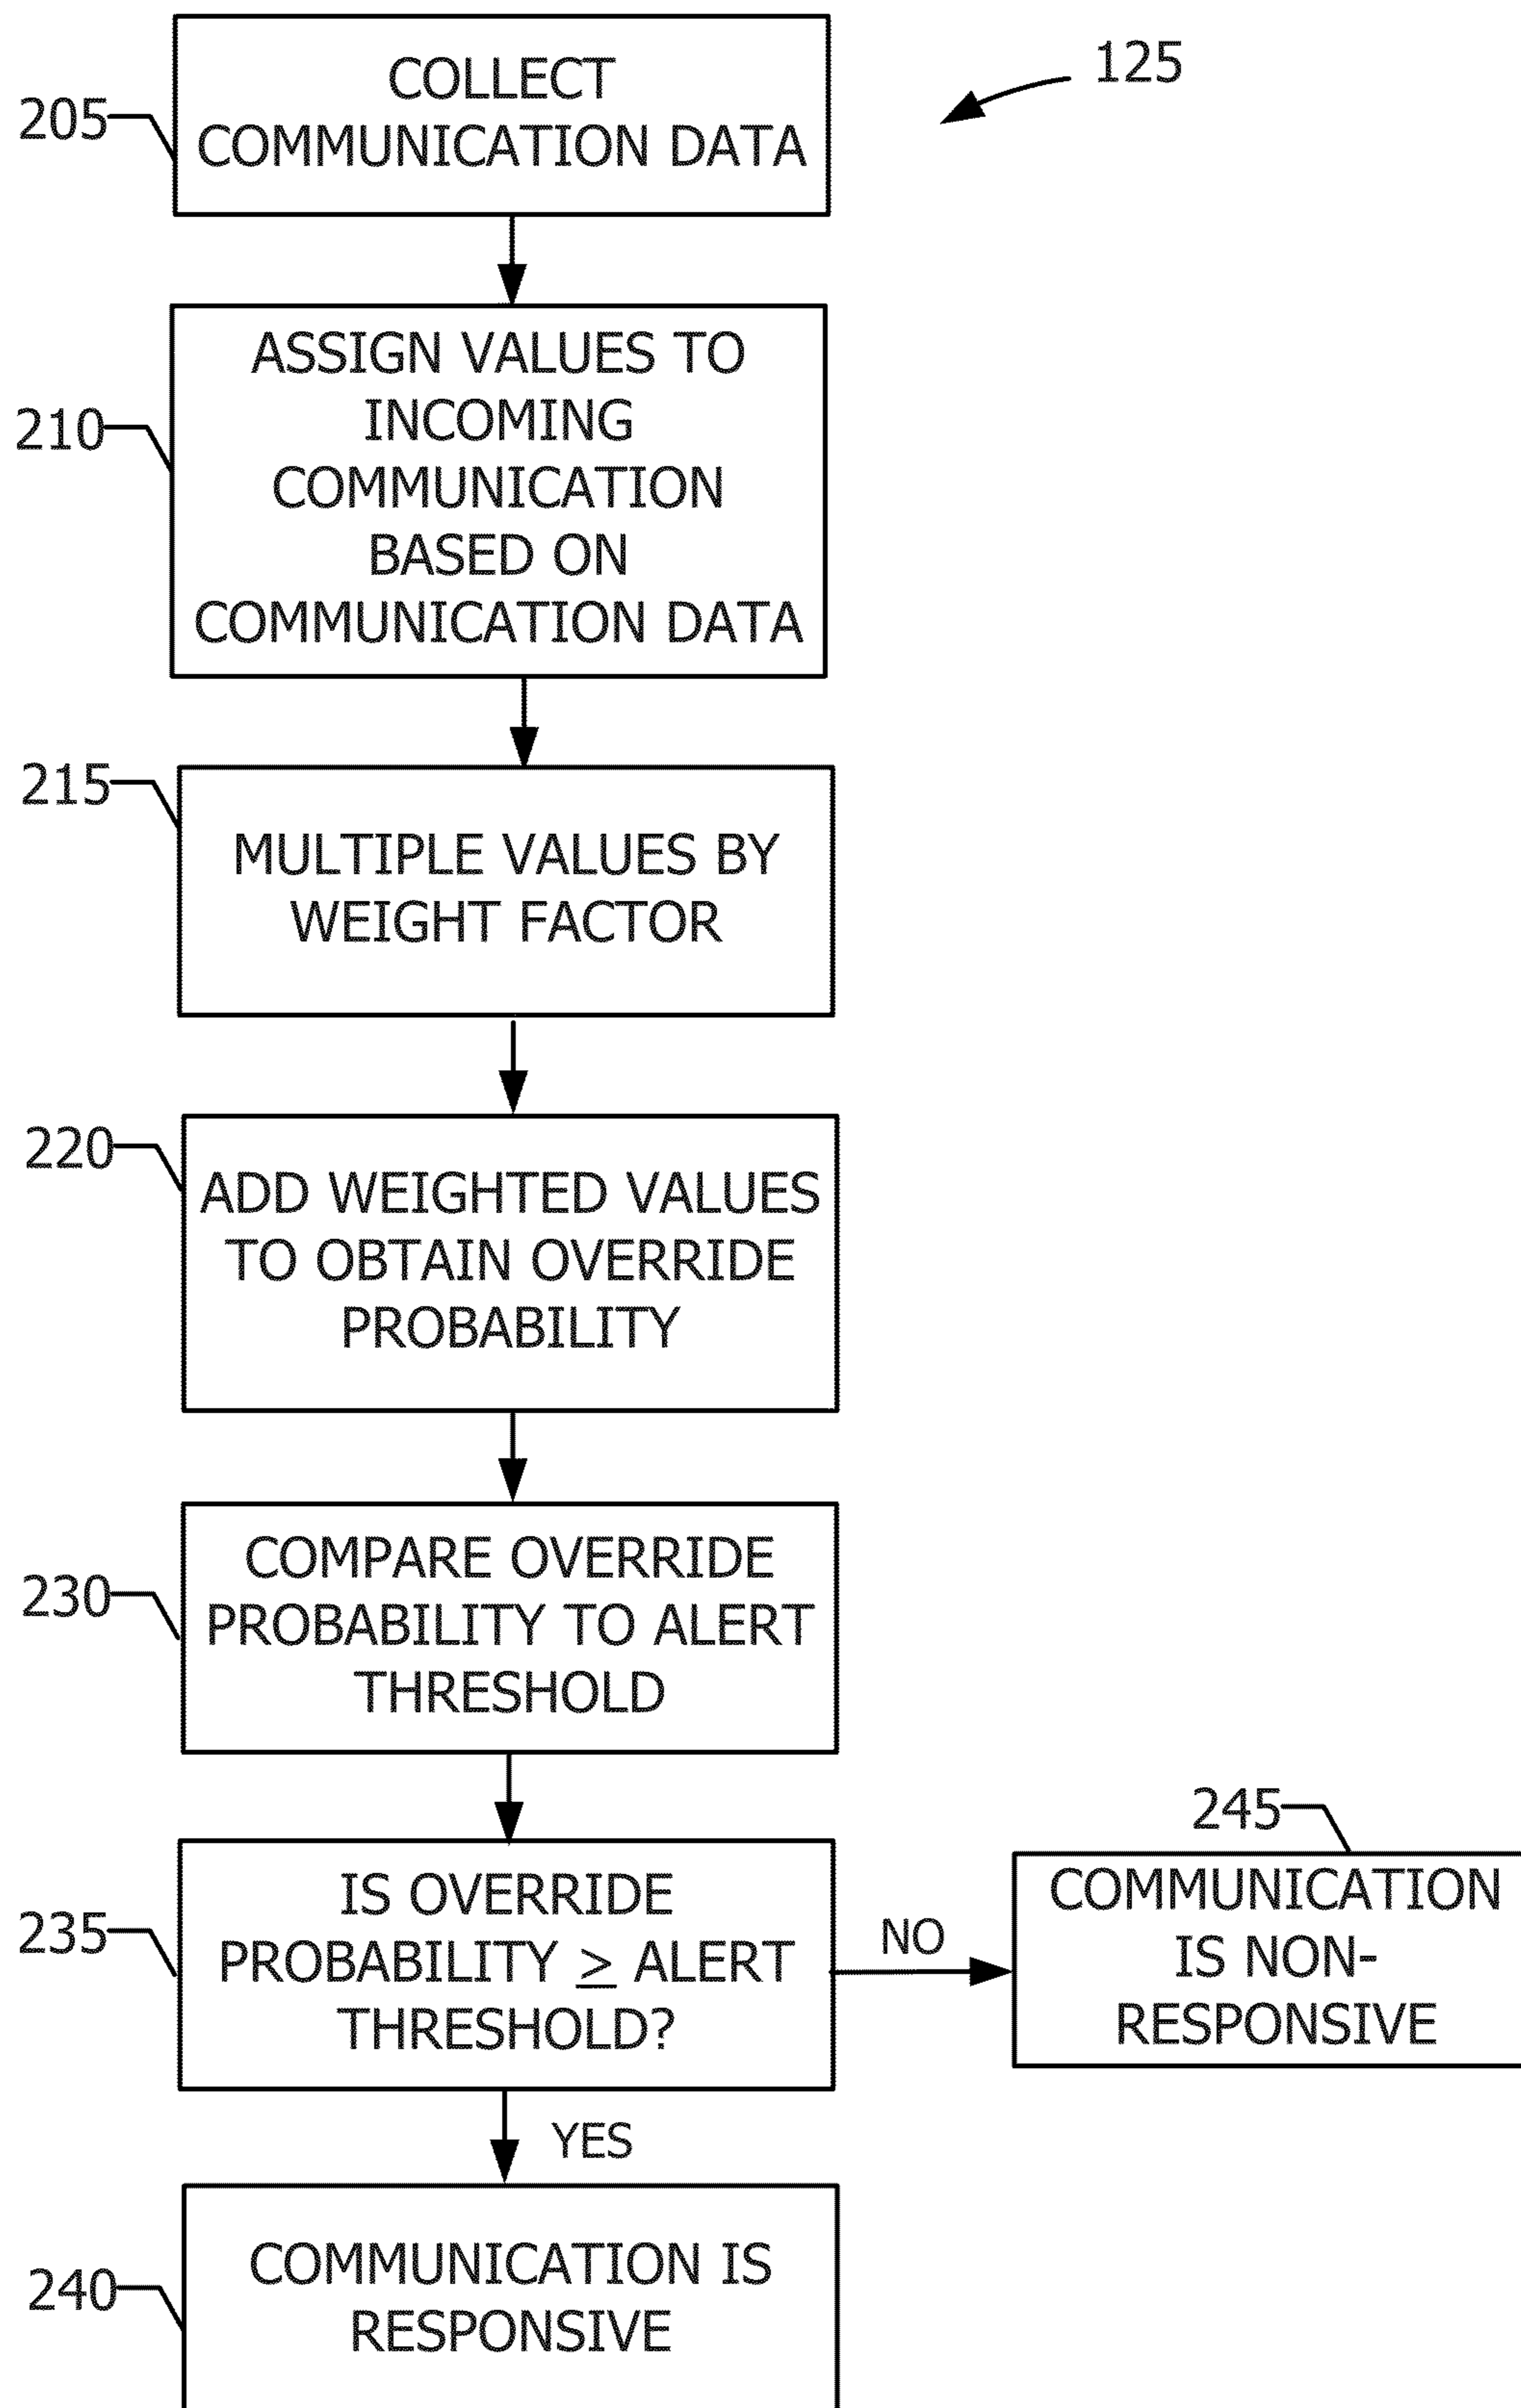 COLLECT
COMMUNICATION DATA
205
125
ASSIGN VALUES TO
INCOMING
COMMUNICATION
BASED ON
COMMUNICATION DATA
210
215
MULTIPLE VALUES BY
WEIGHT FACTOR
220
ADD WEIGHTED VALUES
TO OBTAIN OVERRIDE
PROBABILITY
230
COMPARE OVERRIDE
PROBABILITY TO ALERT
THRESHOLD
235
IS OVERRIDE
PROBABILITY ≥ ALERT
THRESHOLD?
NO
245
COMMUNICATION
IS NON-
RESPONSIVE
YES
240
COMMUNICATION IS
RESPONSIVE